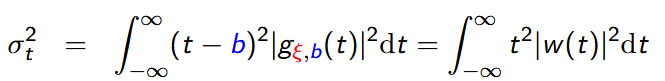 σ_t^2 = ∫_{-∞}^{∞} (t − b)^2 |g_{ξ,b}(t)|^2 dt = ∫_{-∞}^{∞} t^2 |w(t)|^2 dt